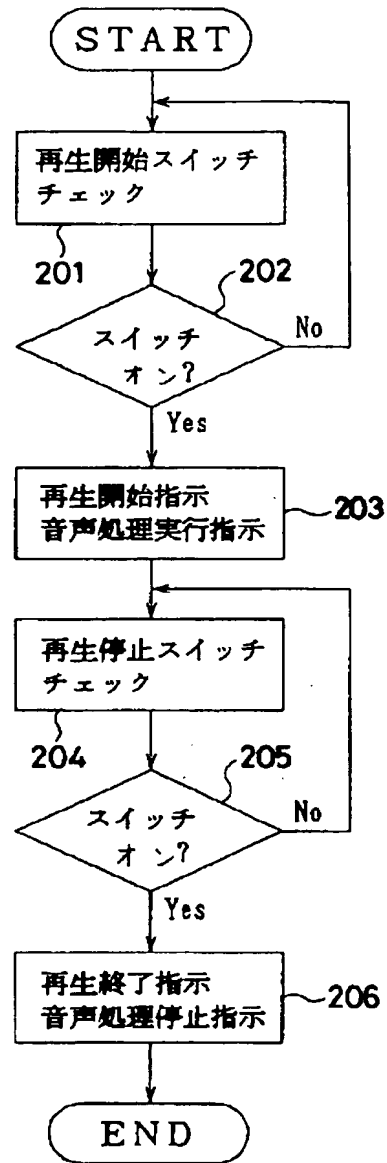 START
再生開始スイッチ
チェック
201
202
スイッチ
オン?
No
Yes
再生開始指示
音声処理実行指示
203
再生停止スイッチ
チェック
204
205
スイッチ
オン?
No
Yes
再生終了指示
音声処理停止指示
206
END